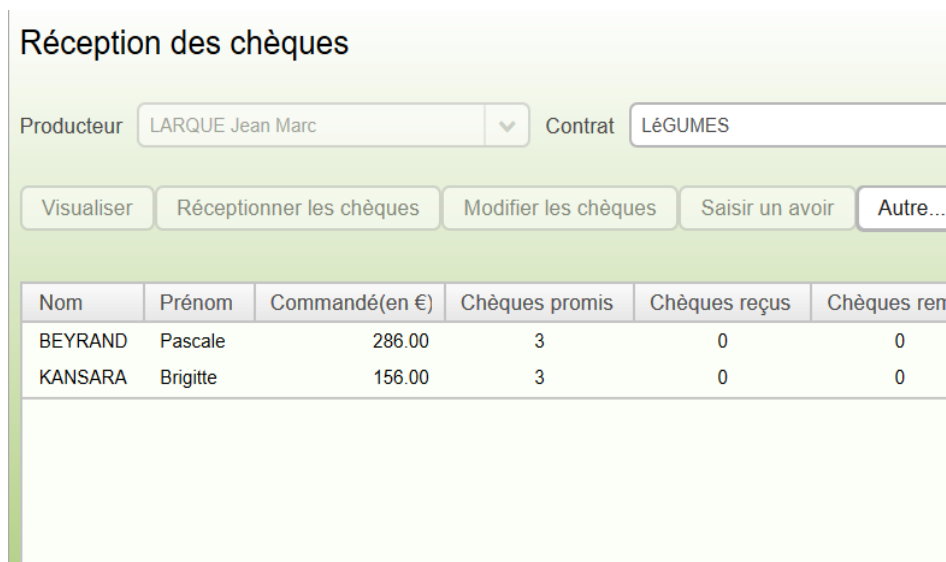 Réception des chèques
Producteur LARQUE Jean Marc Contrat LéGUMES
Visualiser Réceptionner les chèques Modifier les chèques Saisir un avoir Autre...
Nom Prénom Commandé(en €) Chèques promis Chèques reçus Chèques rem
BEYRAND Pascale 286.00 3 0 0
KANSARA Brigitte 156.00 3 0 0